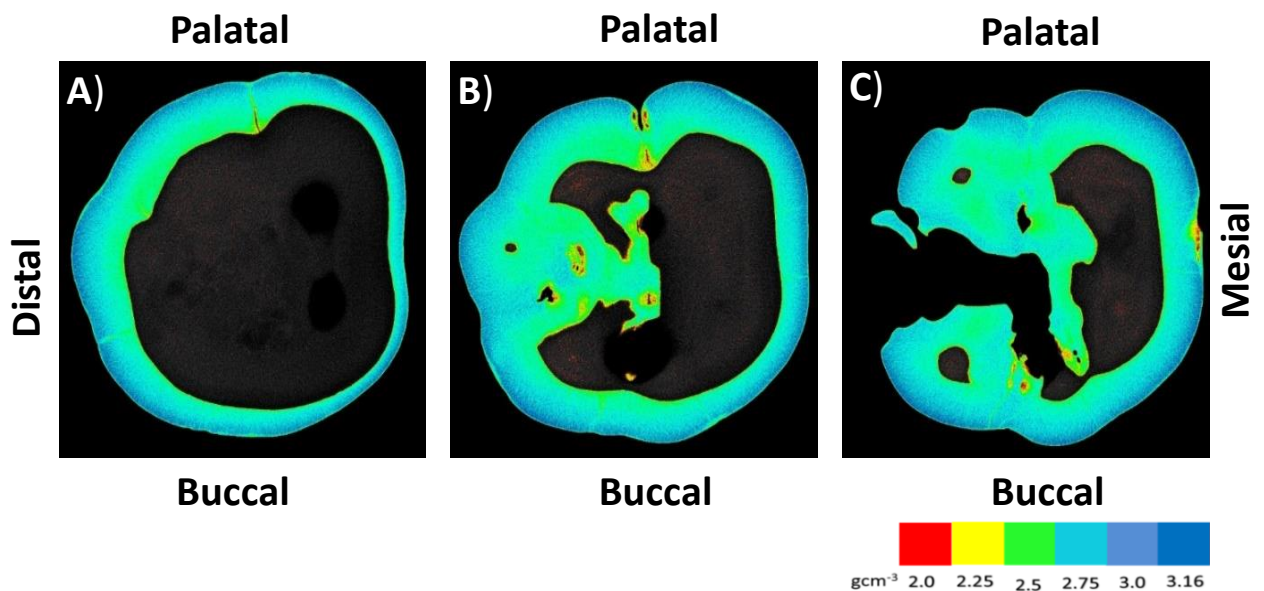 Palatal Palatal Palatal
A) B) C)
Distal Mesial
Buccal Buccal Buccal
gcm⁻³ 2.0 2.25 2.5 2.75 3.0 3.16